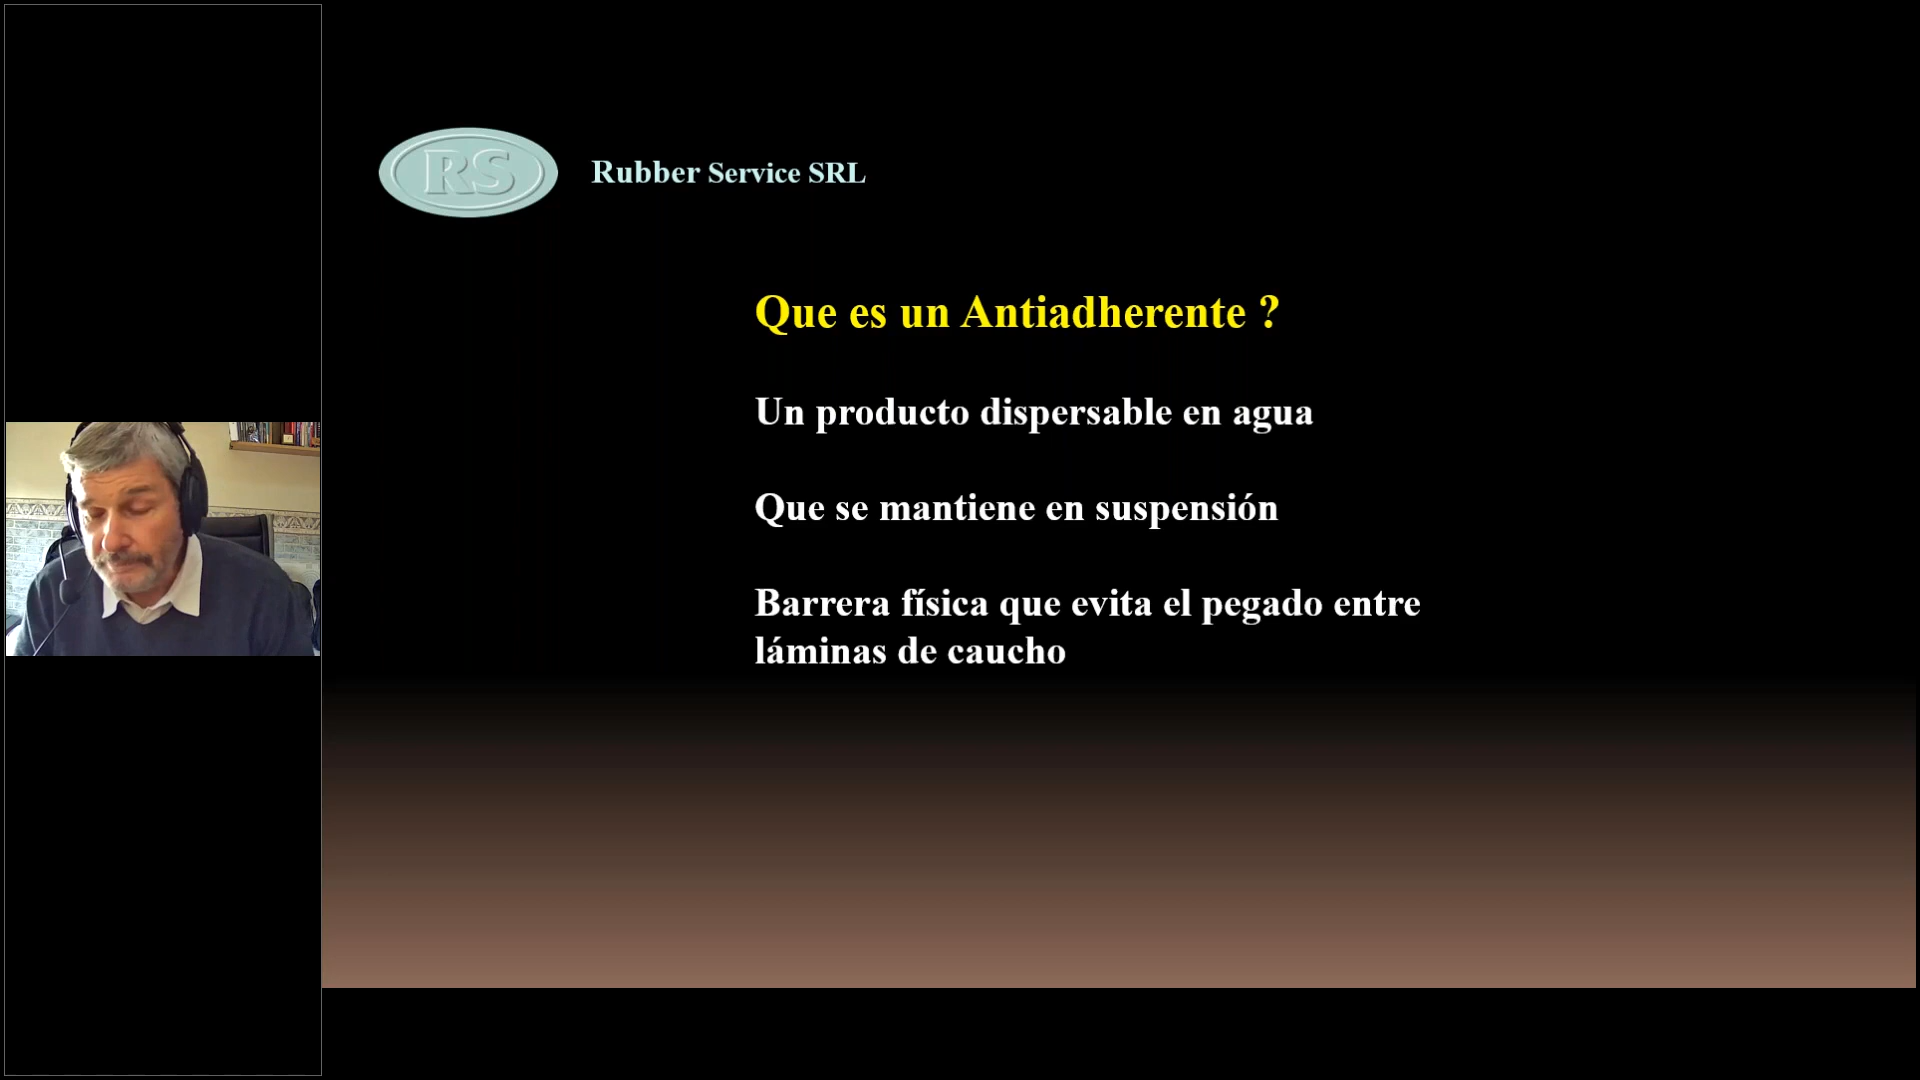 RS
Rubber Service SRL
Que es un Antiadherente ?
Un producto dispersable en agua
Que se mantiene en suspensión
Barrera física que evita el pegado entre
láminas de caucho